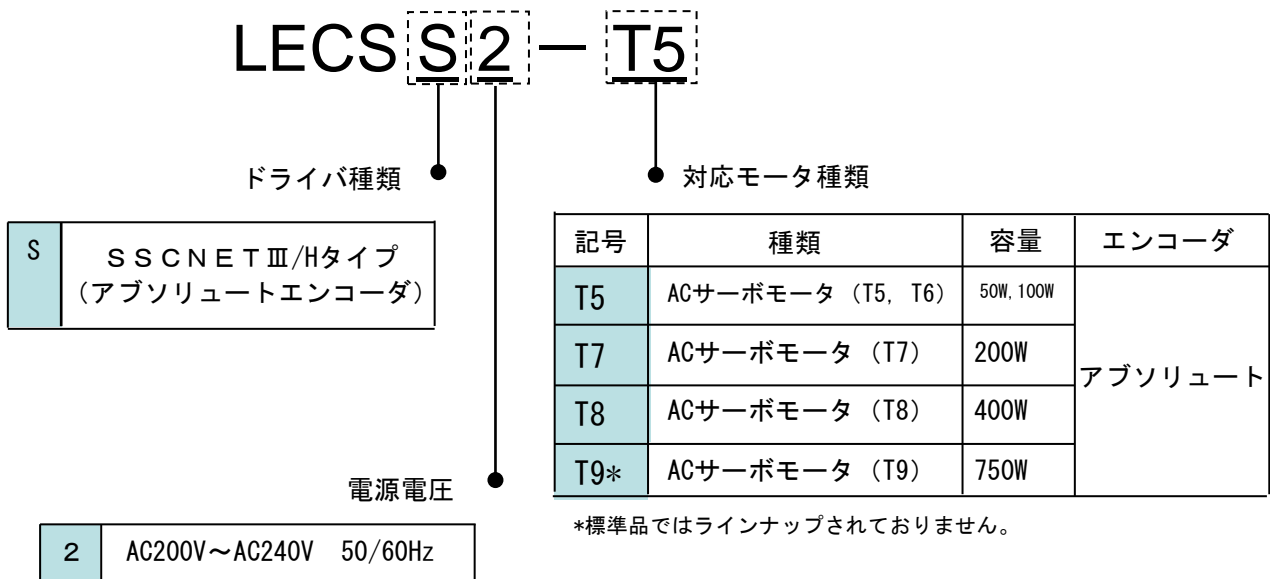 LECS S 2 － T5
ドライバ種類
対応モータ種類
S
ＳＳＣＮＥＴⅢ/Hタイプ
（アブソリュートエンコーダ）
記号 種類 容量 エンコーダ
T5 ACサーボモータ（T5, T6） 50W,100W
T7 ACサーボモータ（T7） 200W
アブソリュート
T8 ACサーボモータ（T8） 400W
T9* ACサーボモータ（T9） 750W
*標準品ではラインナップされておりません。
電源電圧
２ AC200V～AC240V 50/60Hz